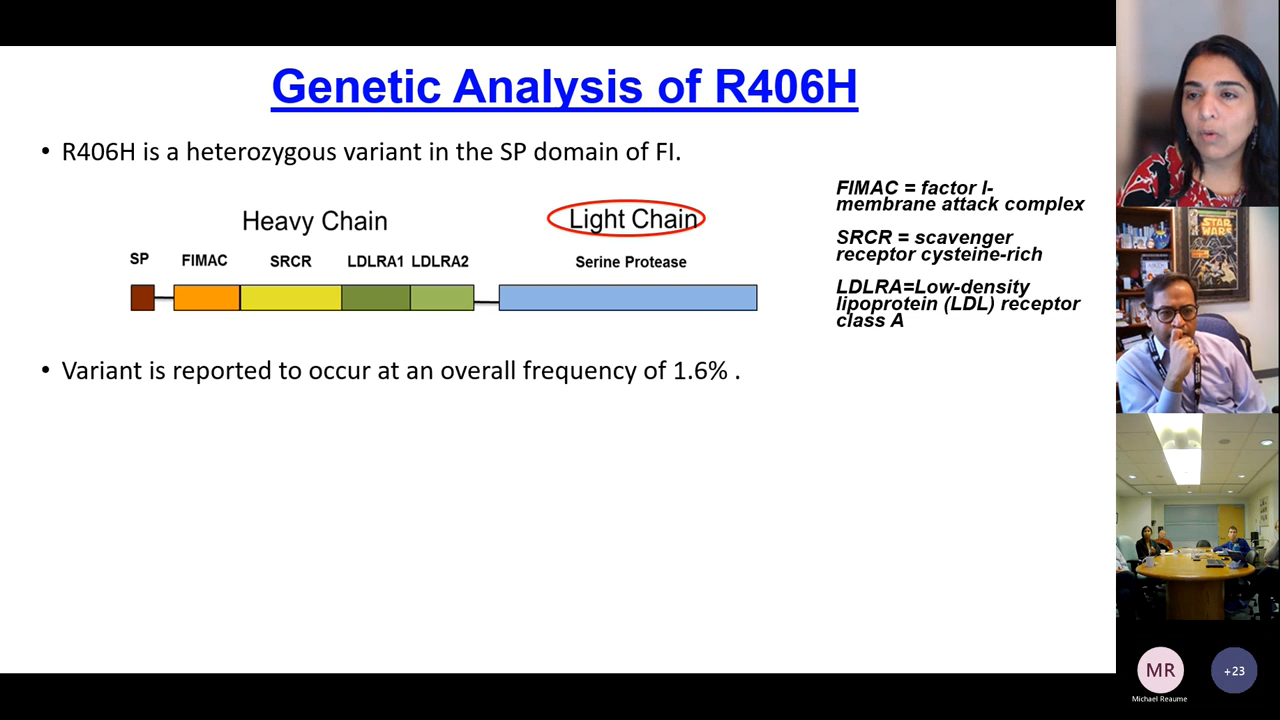 Genetic Analysis of R406H
• R406H is a heterozygous variant in the SP domain of FI.
Heavy Chain
Light Chain
SP
FIMAC
SRCR
LDLRA1
LDLRA2
Serine Protease
FIMAC = factor I-
membrane attack complex
SRCR = scavenger
receptor cysteine-rich
LDLRA=Low-density
lipoprotein (LDL) receptor
class A
• Variant is reported to occur at an overall frequency of 1.6% .
STAR
WARS
MR
Michael Reaume
+23